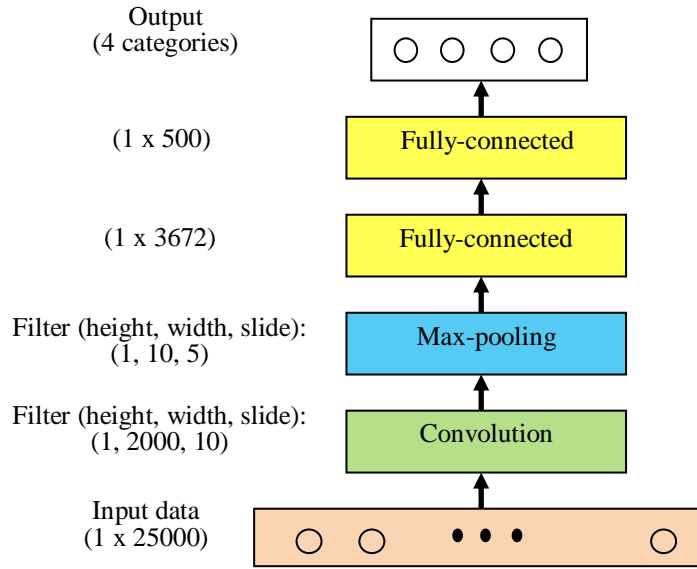 Output
(4 categories)
(1 x 500)
Fully-connected
(1 x 3672)
Fully-connected
Filter (height, width, slide):
(1, 10, 5)
Max-pooling
Filter (height, width, slide):
(1, 2000, 10)
Convolution
Input data
(1 x 25000)